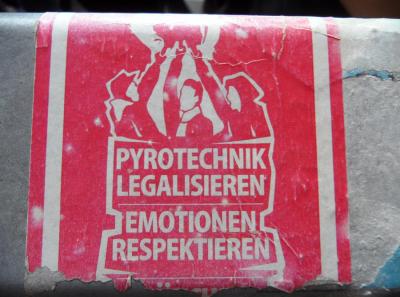 PYROTECHNIK
LEGALISIEREN
EMOTIONEN
RESPEKTIEREN